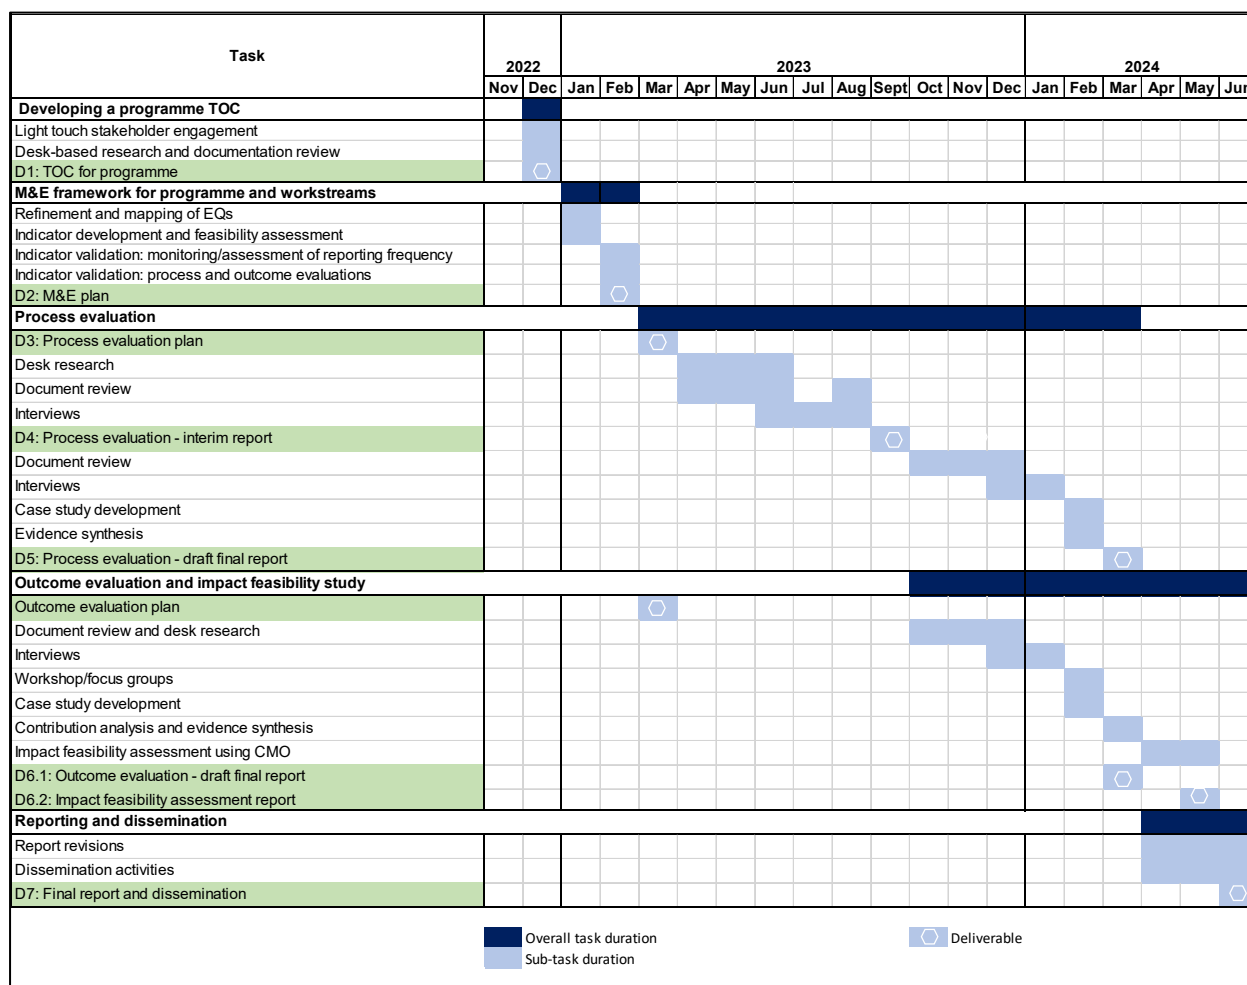 Task
2022
2023
2024
Nov Dec Jan Feb Mar Apr May Jun Jul Aug Sept Oct Nov Dec Jan Feb Mar Apr May Jun
Developing a programme TOC
Light touch stakeholder engagement
Desk-based research and documentation review
D1: TOC for programme
M&E framework for programme and workstreams
Refinement and mapping of EQs
Indicator development and feasibility assessment
Indicator validation: monitoring/assessment of reporting frequency
Indicator validation: process and outcome evaluations
D2: M&E plan
Process evaluation
D3: Process evaluation plan
Desk research
Document review
Interviews
D4: Process evaluation - interim report
Document review
Interviews
Case study development
Evidence synthesis
D5: Process evaluation - draft final report
Outcome evaluation and impact feasibility study
Outcome evaluation plan
Document review and desk research
Interviews
Workshop/focus groups
Case study development
Contribution analysis and evidence synthesis
Impact feasibility assessment using CMO
D6.1: Outcome evaluation - draft final report
D6.2: Impact feasibility assessment report
Reporting and dissemination
Report revisions
Dissemination activities
D7: Final report and dissemination
Overall task duration
Deliverable
Sub-task duration